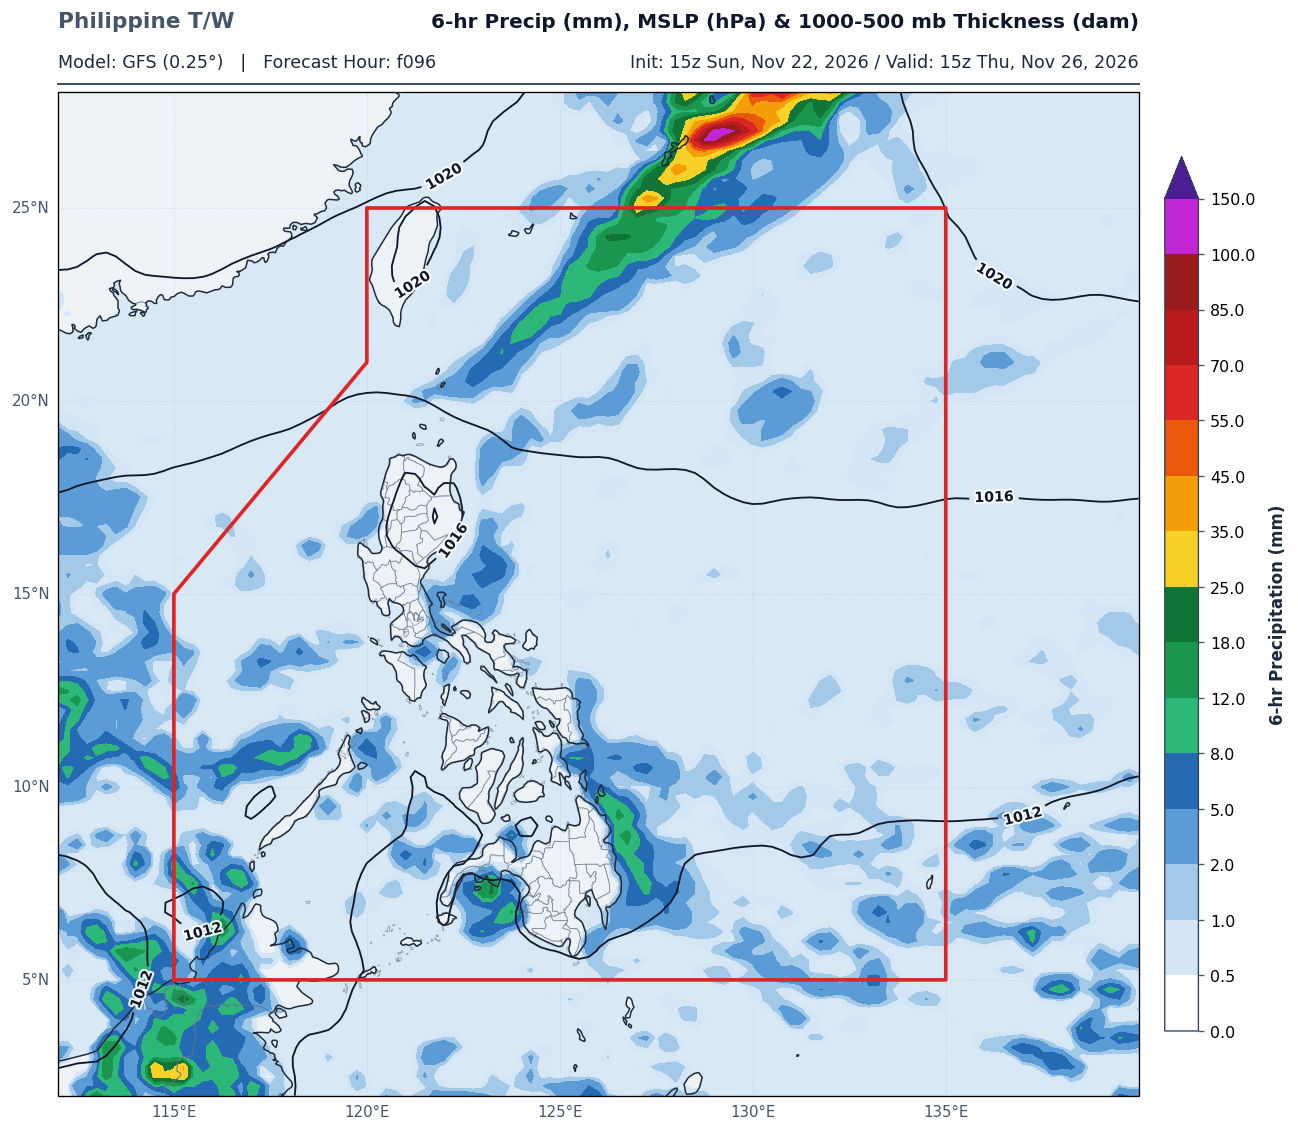 Philippine T/W
6-hr Precip (mm), MSLP (hPa) & 1000-500 mb Thickness (dam)
Model: GFS (0.25°) | Forecast Hour: f096
Init: 15z Sun, Nov 22, 2026 / Valid: 15z Thu, Nov 26, 2026
1020
1020
1020
1016
1016
1012
1012
1012
25°N
20°N
15°N
10°N
5°N
115°E
120°E
125°E
130°E
135°E
150.0
100.0
85.0
70.0
55.0
45.0
35.0
25.0
18.0
12.0
8.0
5.0
2.0
1.0
0.5
0.0
6-hr Precipitation (mm)